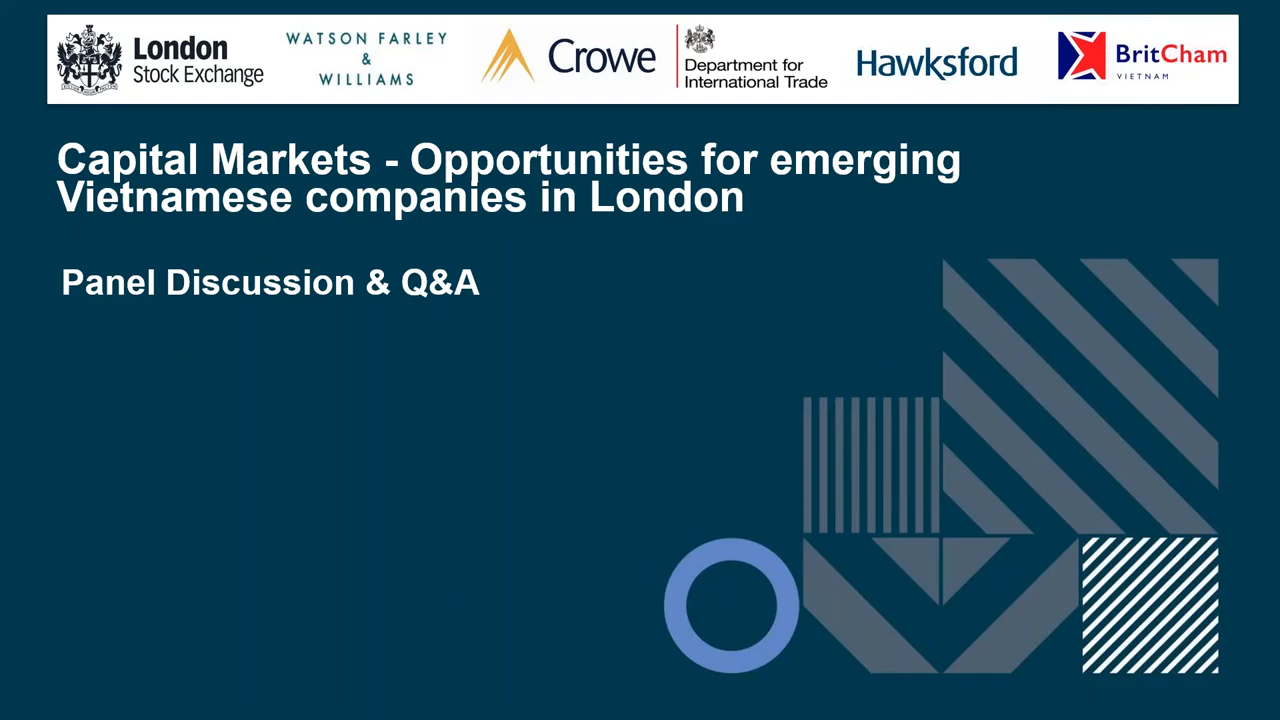 London
Stock Exchange
WATSON FARLEY
&
WILLIAMS
Crowe
Department for
International Trade
Hawksford
BritCham
VIETNAM
Capital Markets - Opportunities for emerging
Vietnamese companies in London
Panel Discussion & Q&A